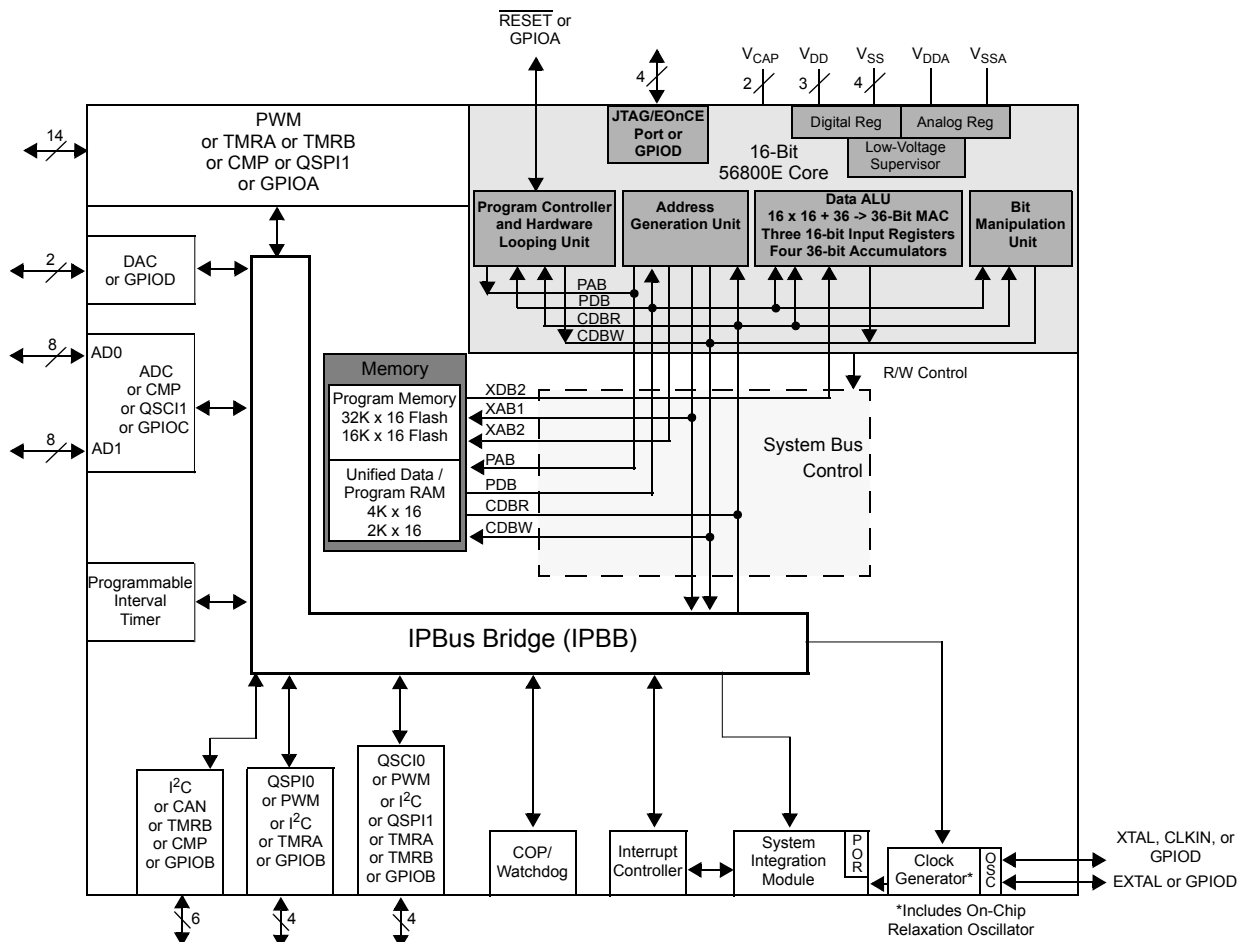 RESET or
GPIOA
4
VCAP
VDD
VSS
VDDA
VSSA
2
3
4
14
PWM
or TMRA or TMRB
or CMP or QSPI1
or GPIOA
JTAG/EOnCE
Port or
GPIOD
Digital Reg
Analog Reg
Low-Voltage
Supervisor
16-Bit
56800E Core
Program Controller
and Hardware
Looping Unit
Address
Generation Unit
Data ALU
16 x 16 + 36 -> 36-Bit MAC
Three 16-bit Input Registers
Four 36-bit Accumulators
Bit
Manipulation
Unit
2
DAC
or GPIOD
PAB
PDB
CDBR
CDBW
8
AD0
ADC
or CMP
or QSCI1
or GPIOC
8
AD1
R/W Control
Memory
Program Memory
32K x 16 Flash
16K x 16 Flash
Unified Data /
Program RAM
4K x 16
2K x 16
XDB2
XAB1
XAB2
PAB
PDB
CDBR
CDBW
System Bus
Control
Programmable
Interval
Timer
IPBus Bridge (IPBB)
I2C
or CAN
or TMRB
or CMP
or GPIOB
6
QSPI0
or PWM
or I2C
or TMRA
or GPIOB
4
QSCI0
or PWM
or I2C
or QSPI1
or TMRA
or TMRB
or GPIOB
4
COP/
Watchdog
Interrupt
Controller
System
Integration
Module
POR
Clock
Generator*
OSC
XTAL, CLKIN, or
GPIOD
EXTAL or GPIOD
*Includes On-Chip
Relaxation Oscillator